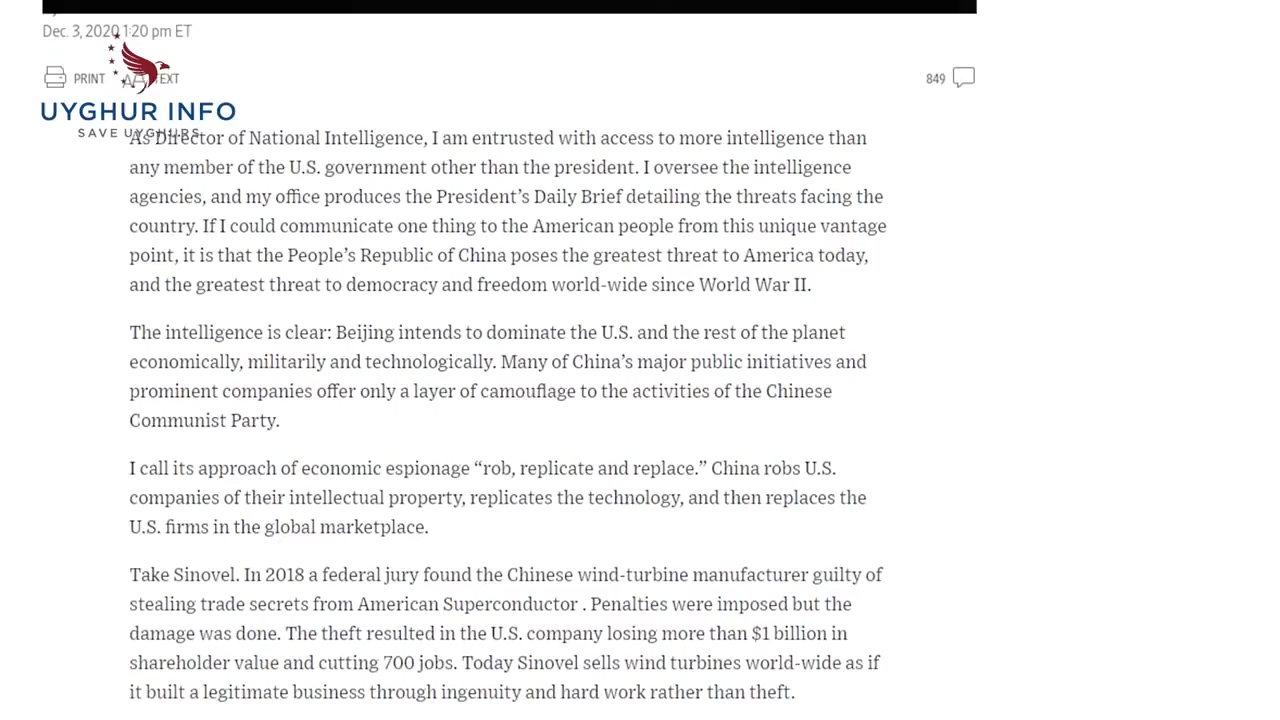 Dec. 3, 2020 1:20 pm ET
PRINT
TEXT
849
UYGHUR INFO
SAVE UYGHURS
As Director of National Intelligence, I am entrusted with access to more intelligence than
any member of the U.S. government other than the president. I oversee the intelligence
agencies, and my office produces the President’s Daily Brief detailing the threats facing the
country. If I could communicate one thing to the American people from this unique vantage
point, it is that the People’s Republic of China poses the greatest threat to America today,
and the greatest threat to democracy and freedom world-wide since World War II.
The intelligence is clear: Beijing intends to dominate the U.S. and the rest of the planet
economically, militarily and technologically. Many of China’s major public initiatives and
prominent companies offer only a layer of camouflage to the activities of the Chinese
Communist Party.
I call its approach of economic espionage “rob, replicate and replace.” China robs U.S.
companies of their intellectual property, replicates the technology, and then replaces the
U.S. firms in the global marketplace.
Take Sinovel. In 2018 a federal jury found the Chinese wind-turbine manufacturer guilty of
stealing trade secrets from American Superconductor . Penalties were imposed but the
damage was done. The theft resulted in the U.S. company losing more than $1 billion in
shareholder value and cutting 700 jobs. Today Sinovel sells wind turbines world-wide as if
it built a legitimate business through ingenuity and hard work rather than theft.